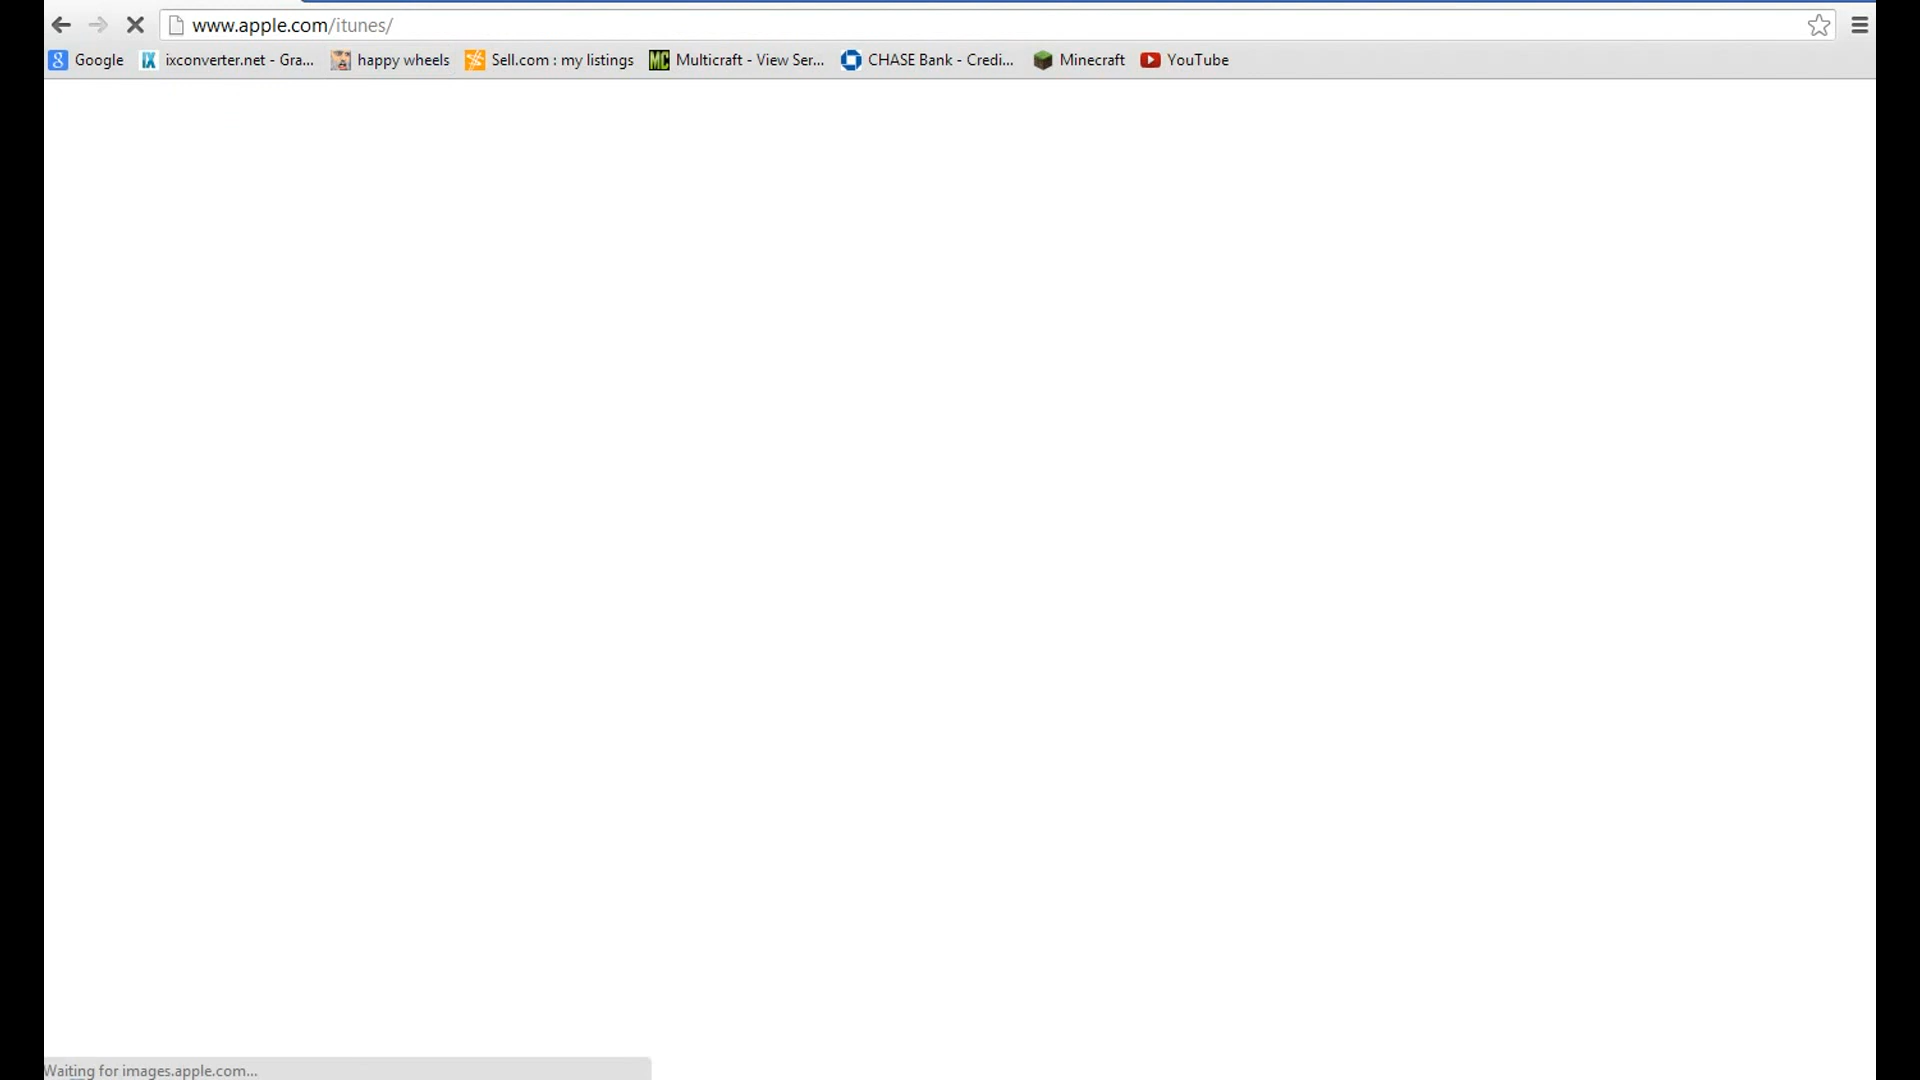 www.apple.com/itunes/
Google ixconverter.net - Gra... happy wheels Sell.com : my listings MC Multicraft - View Ser... CHASE Bank - Credi... Minecraft YouTube
Waiting for images.apple.com...